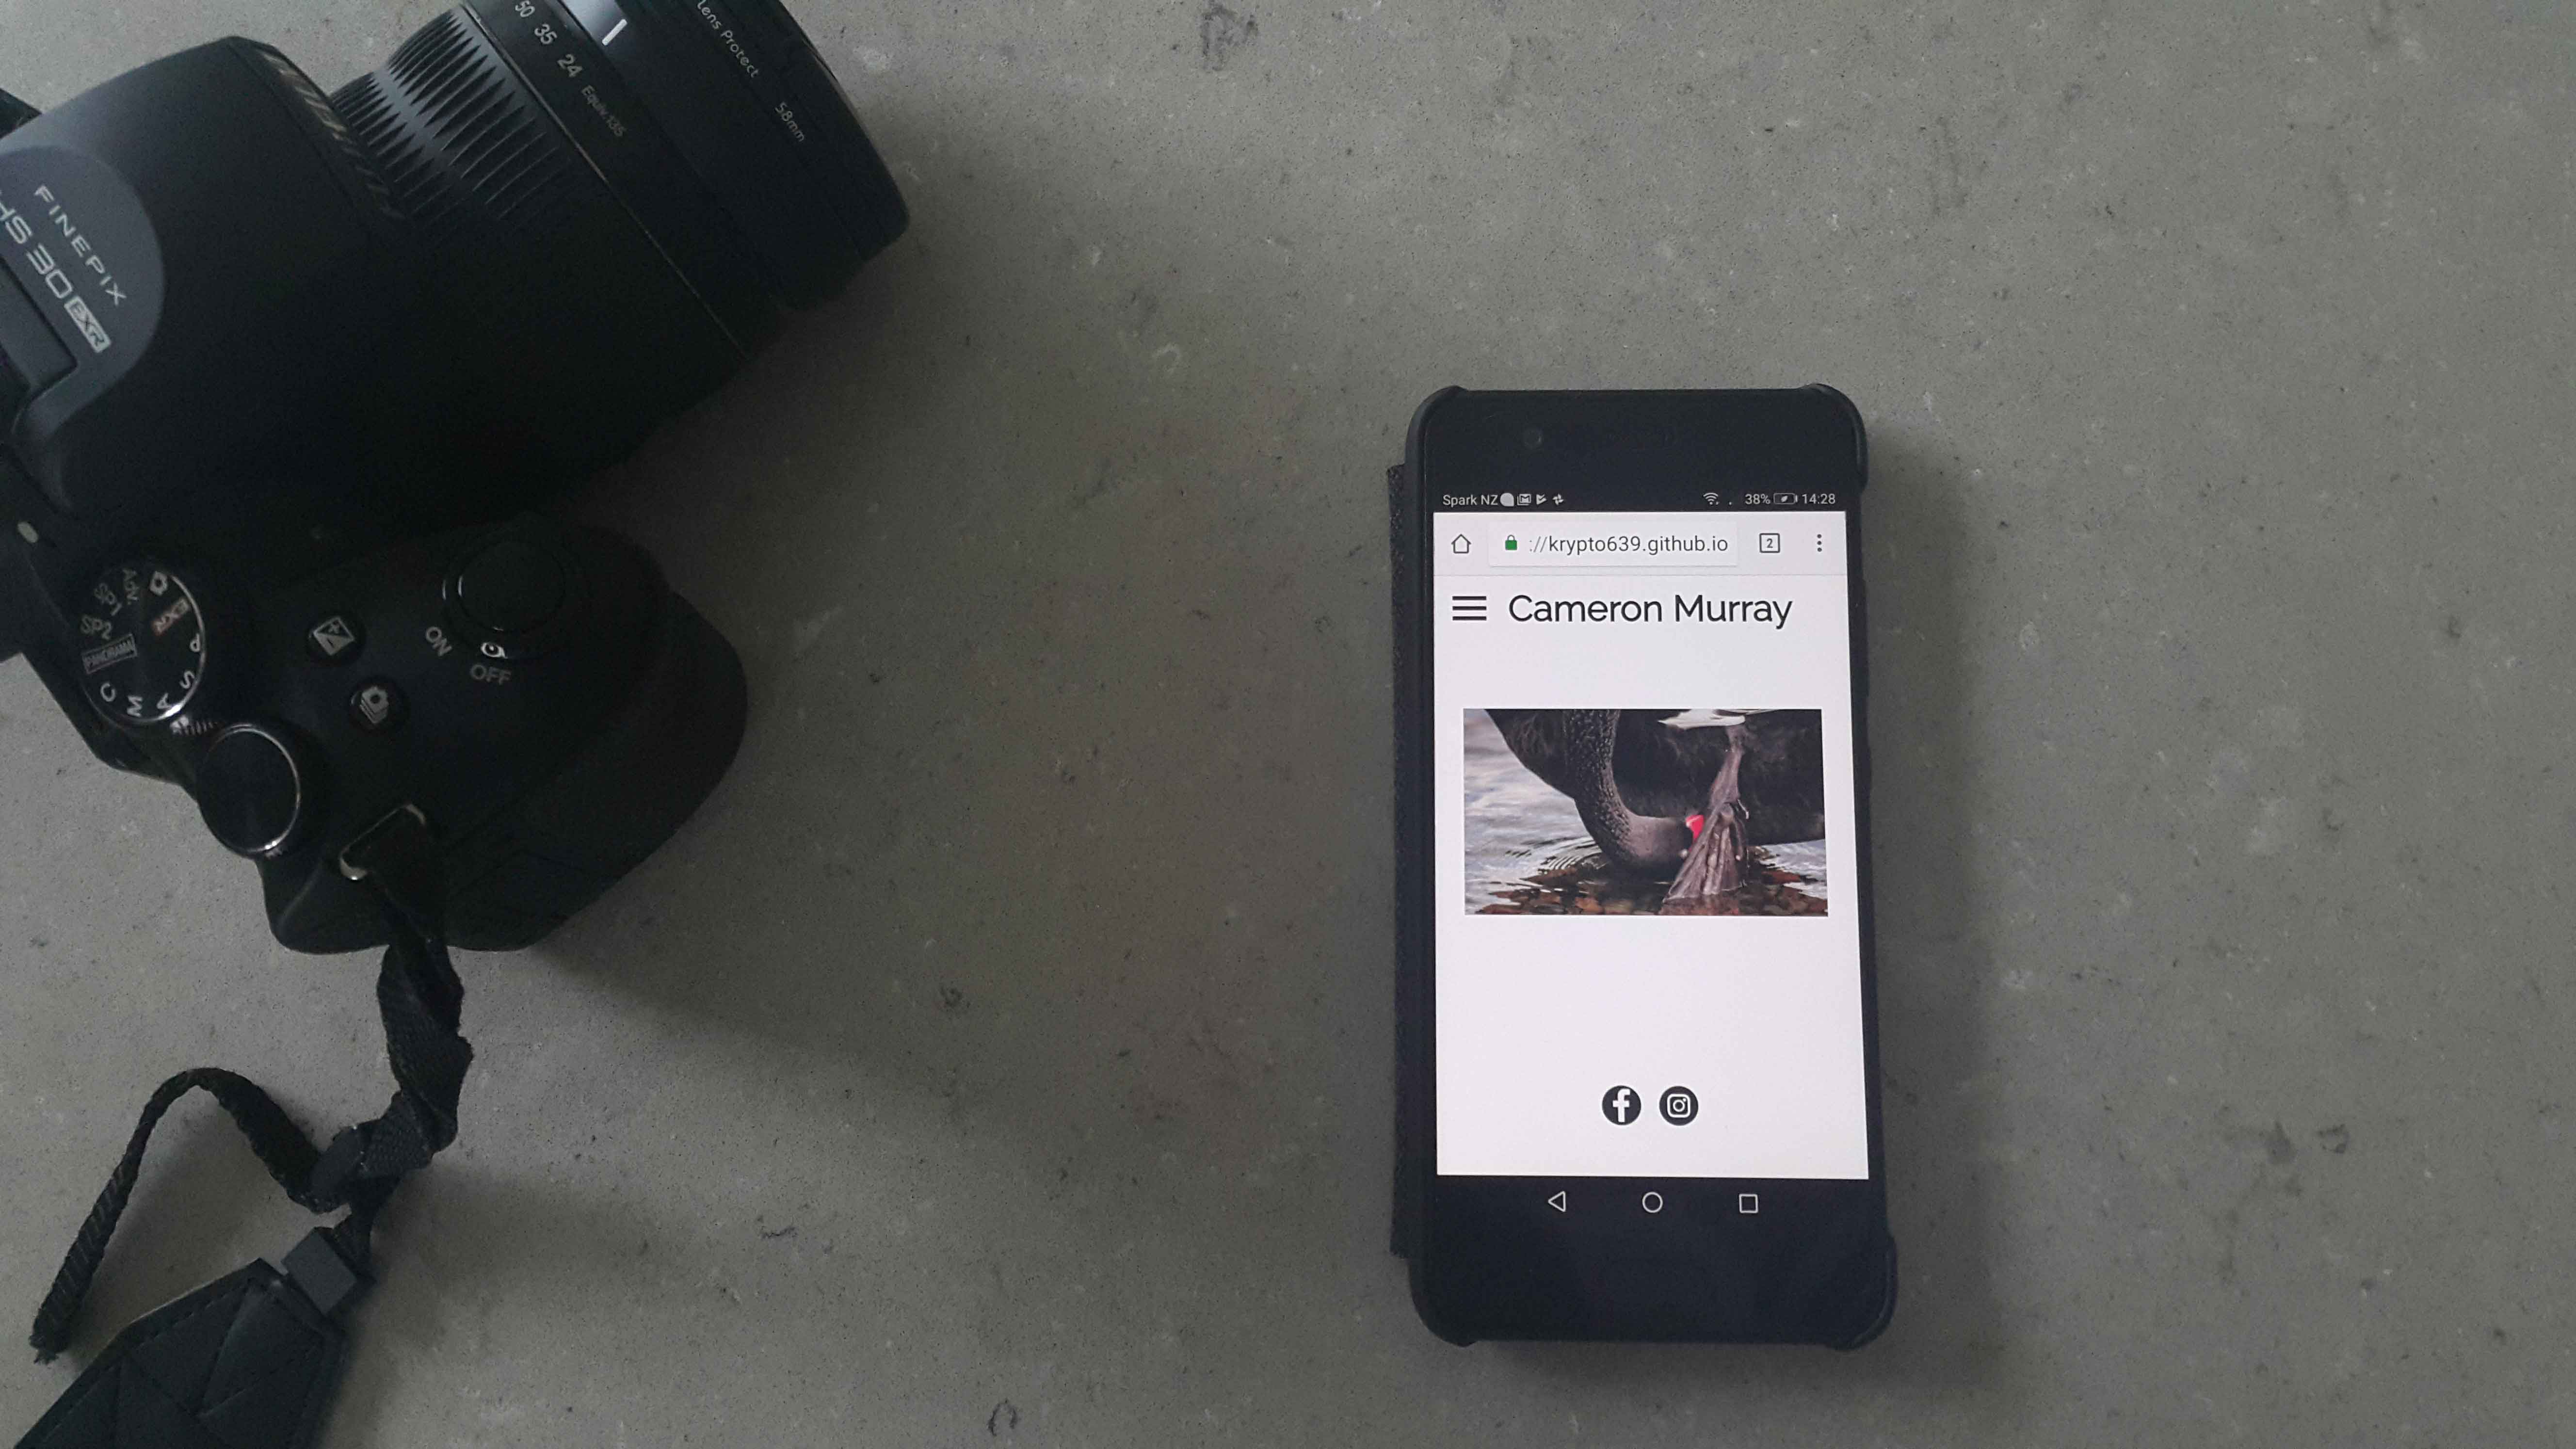 50 35 24 Equiv.135
Lens Protect 58mm
FINEPIX
HS30 EXR
ON
OFF
Adv.
SP1
SP2
PANORAMA
C
M
A
S
P
EXR
Spark NZ
38%
14:28
://krypto639.github.io
2
Cameron Murray